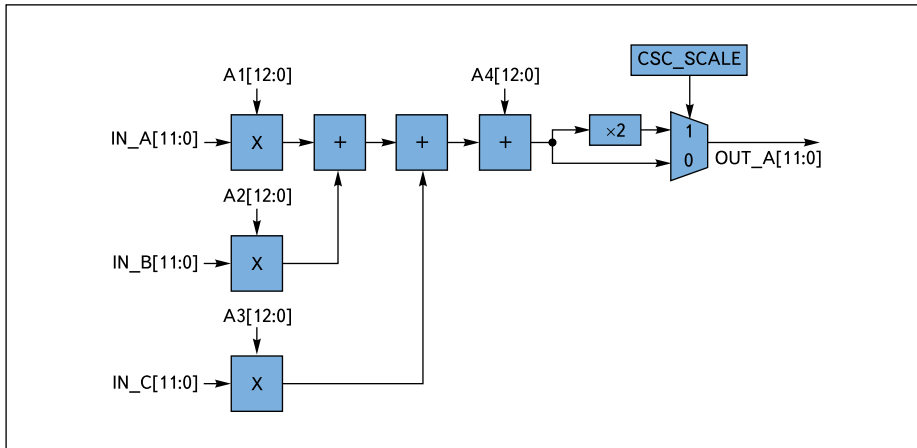 CSC_SCALE
A1[12:0]
A4[12:0]
IN_A[11:0]
X
+
+
+
×2
1
0
OUT_A[11:0]
A2[12:0]
IN_B[11:0]
X
A3[12:0]
IN_C[11:0]
X